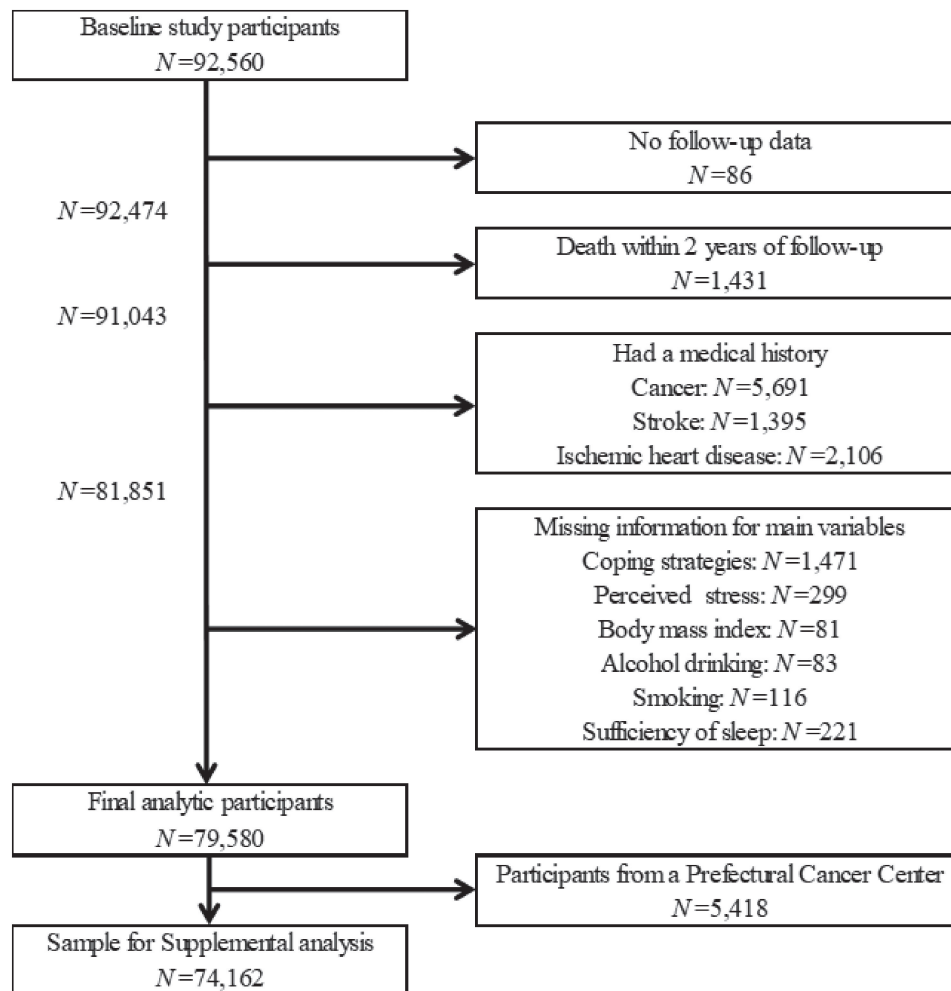 Baseline study participants
N=92,560
No follow-up data
N=86
N=92,474
Death within 2 years of follow-up
N=1,431
N=91,043
Had a medical history
Cancer: N=5,691
Stroke: N=1,395
Ischemic heart disease: N=2,106
N=81,851
Missing information for main variables
Coping strategies: N=1,471
Perceived stress: N=299
Body mass index: N=81
Alcohol drinking: N=83
Smoking: N=116
Sufficiency of sleep: N=221
Final analytic participants
N=79,580
Participants from a Prefectural Cancer Center
N=5,418
Sample for Supplemental analysis
N=74,162